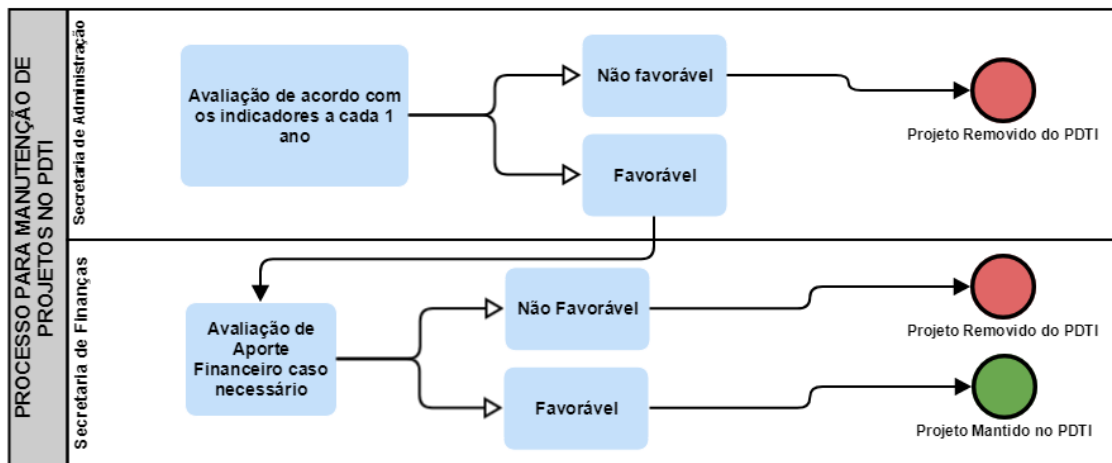 PROCESSO PARA MANUTENÇÃO DE
PROJETOS NO PDTI
Secretaria de Administração
Avaliação de acordo com
os indicadores a cada 1
ano
Não favorável
Projeto Removido do PDTI
Favorável
Secretaria de Finanças
Avaliação de
Aporte
Financeiro caso
necessário
Não Favorável
Projeto Removido do PDTI
Favorável
Projeto Mantido no PDTI